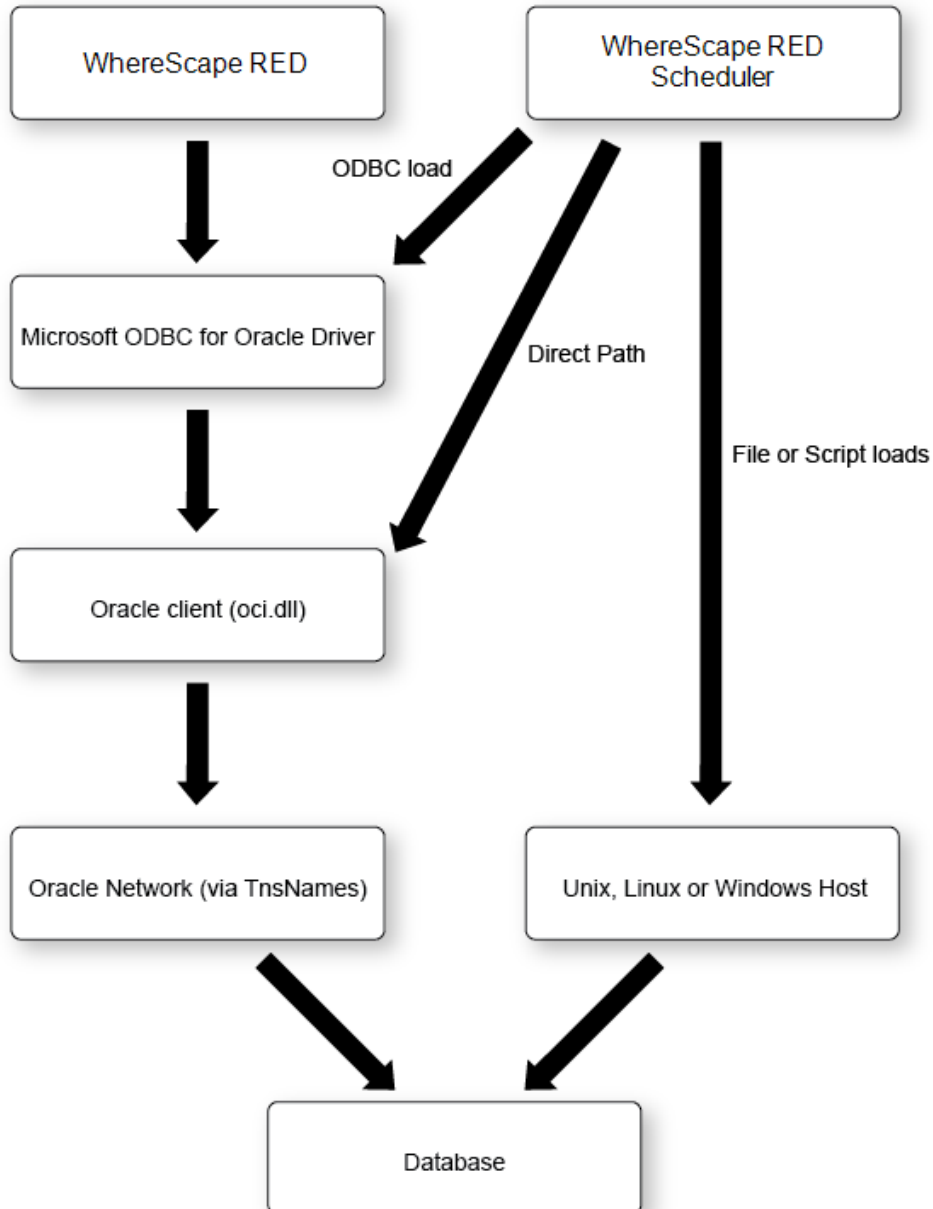 WhereScape RED
WhereScape RED
Scheduler
ODBC load
Microsoft ODBC for Oracle Driver
Direct Path
File or Script loads
Oracle client (oci.dll)
Oracle Network (via TnsNames)
Unix, Linux or Windows Host
Database